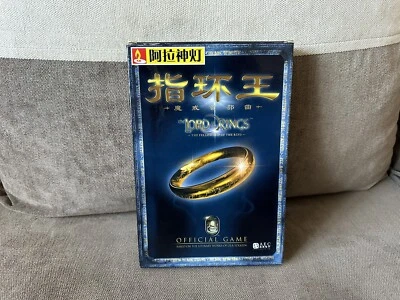 阿拉神灯
指环王
魔戒 部曲
THE LORD OF THE RINGS
THE FELLOWSHIP OF THE RING
OFFICIAL GAME